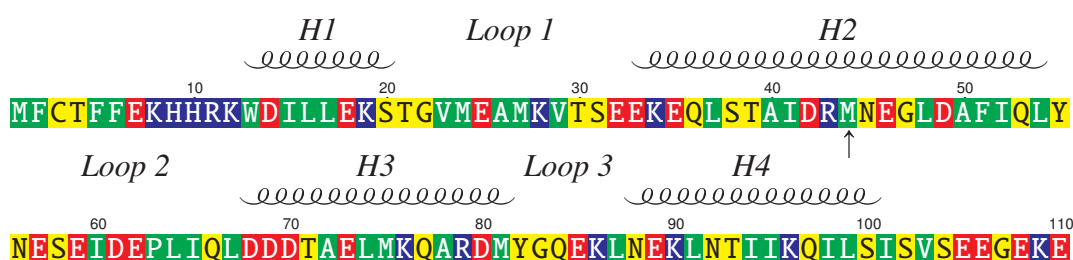 H1 Loop 1 H2
10 20 30 40 50
MFCTFFEKHHRKWDILLEKSTGVMEAMKVTSEEKEQLSTAIDRMNEGLDAFIQLY
Loop 2 H3 Loop 3 H4
60 70 80 90 100 110
NESEIDEPLIQLDDDTAELMKQARDMYGQEKLNEKLNTIIKQILSISVSEEGEKE